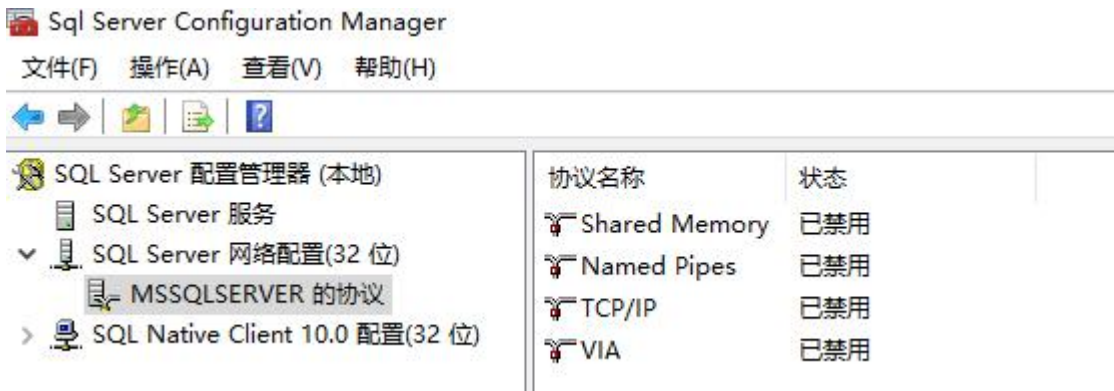 Sql Server Configuration Manager
文件(F) 操作(A) 查看(V) 帮助(H)
SQL Server 配置管理器 (本地)
SQL Server 服务
SQL Server 网络配置(32 位)
MSSQLSERVER 的协议
SQL Native Client 10.0 配置(32 位)
协议名称 状态
Shared Memory 已禁用
Named Pipes 已禁用
TCP/IP 已禁用
VIA 已禁用